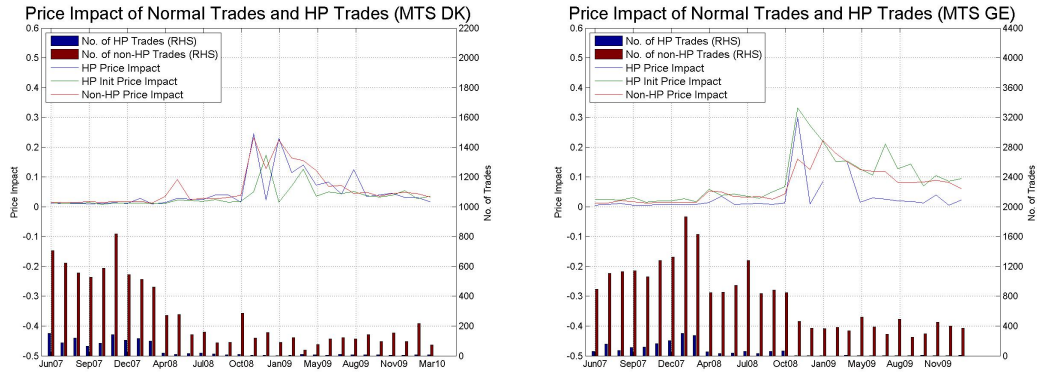 Price Impact of Normal Trades and HP Trades (MTS DK)
0.6
0.5
0.4
0.3
0.2
0.1
0
-0.1
-0.2
-0.3
-0.4
-0.5
Price Impact
No. of HP Trades (RHS)
No. of non-HP Trades (RHS)
HP Price Impact
HP Init Price Impact
Non-HP Price Impact
2200
2000
1800
1600
1400
1200
1000
800
600
400
200
0
No. of Trades
Jun07 Sep07 Dec07 Apr08 Jul08 Oct08 Jan09 May09 Aug09 Nov09 Mar10
Price Impact of Normal Trades and HP Trades (MTS GE)
0.6
0.5
0.4
0.3
0.2
0.1
0
-0.1
-0.2
-0.3
-0.4
-0.5
Price Impact
No. of HP Trades (RHS)
No. of non-HP Trades (RHS)
HP Price Impact
HP Init Price Impact
Non-HP Price Impact
4400
4000
3600
3200
2800
2400
2000
1600
1200
800
400
0
No. of Trades
Jun07 Sep07 Dec07 Apr08 Jul08 Oct08 Jan09 May09 Aug09 Nov09